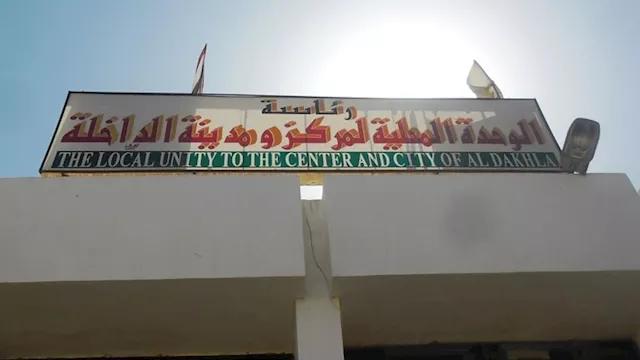 رئاسة
الوحدة المحلية لمركز ومدينة الداخلة
THE LOCAL UNITY TO THE CENTER AND CITY OF AL DAKHLA